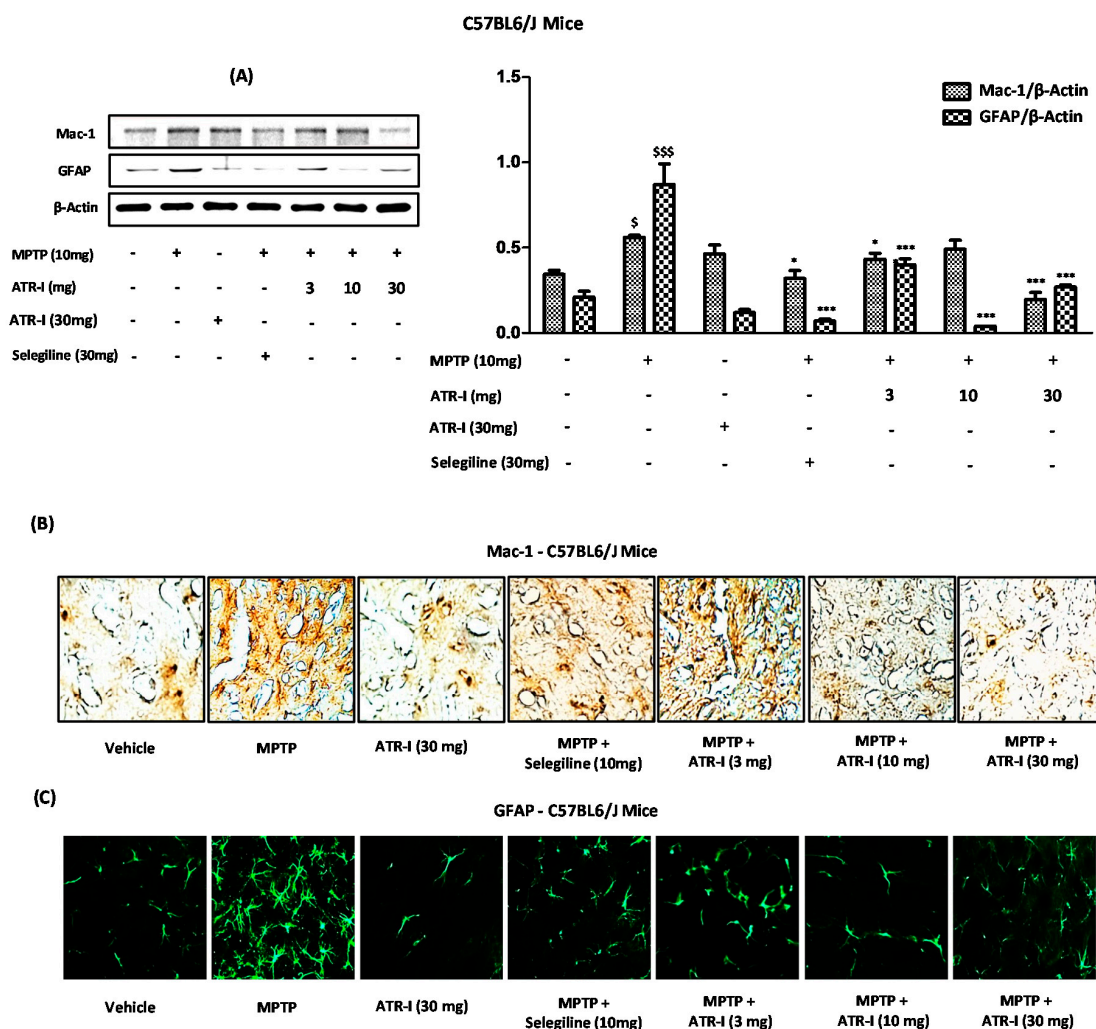 C57BL6/J Mice
(A)
Mac-1
GFAP
β-Actin
MPTP (10mg) - + - + + + +
ATR-I (mg) - - - - 3 10 30
ATR-I (30mg) - - + - - - -
Selegiline (30mg) - - - + - - -
Mac-1/β-Actin
GFAP/β-Actin
1.5
1.0
0.5
0.0
$ $$$ * *** * *** *** *** ***
MPTP (10mg) - + - + + + +
ATR-I (mg) - - - - 3 10 30
ATR-I (30mg) - - + - - - -
Selegiline (30mg) - - - + - - -
(B)
Mac-1 - C57BL6/J Mice
Vehicle
MPTP
ATR-I (30 mg)
MPTP +
Selegiline (10mg)
MPTP +
ATR-I (3 mg)
MPTP +
ATR-I (10 mg)
MPTP +
ATR-I (30 mg)
(C)
GFAP - C57BL6/J Mice
Vehicle
MPTP
ATR-I (30 mg)
MPTP +
Selegiline (10mg)
MPTP +
ATR-I (3 mg)
MPTP +
ATR-I (10 mg)
MPTP +
ATR-I (30 mg)